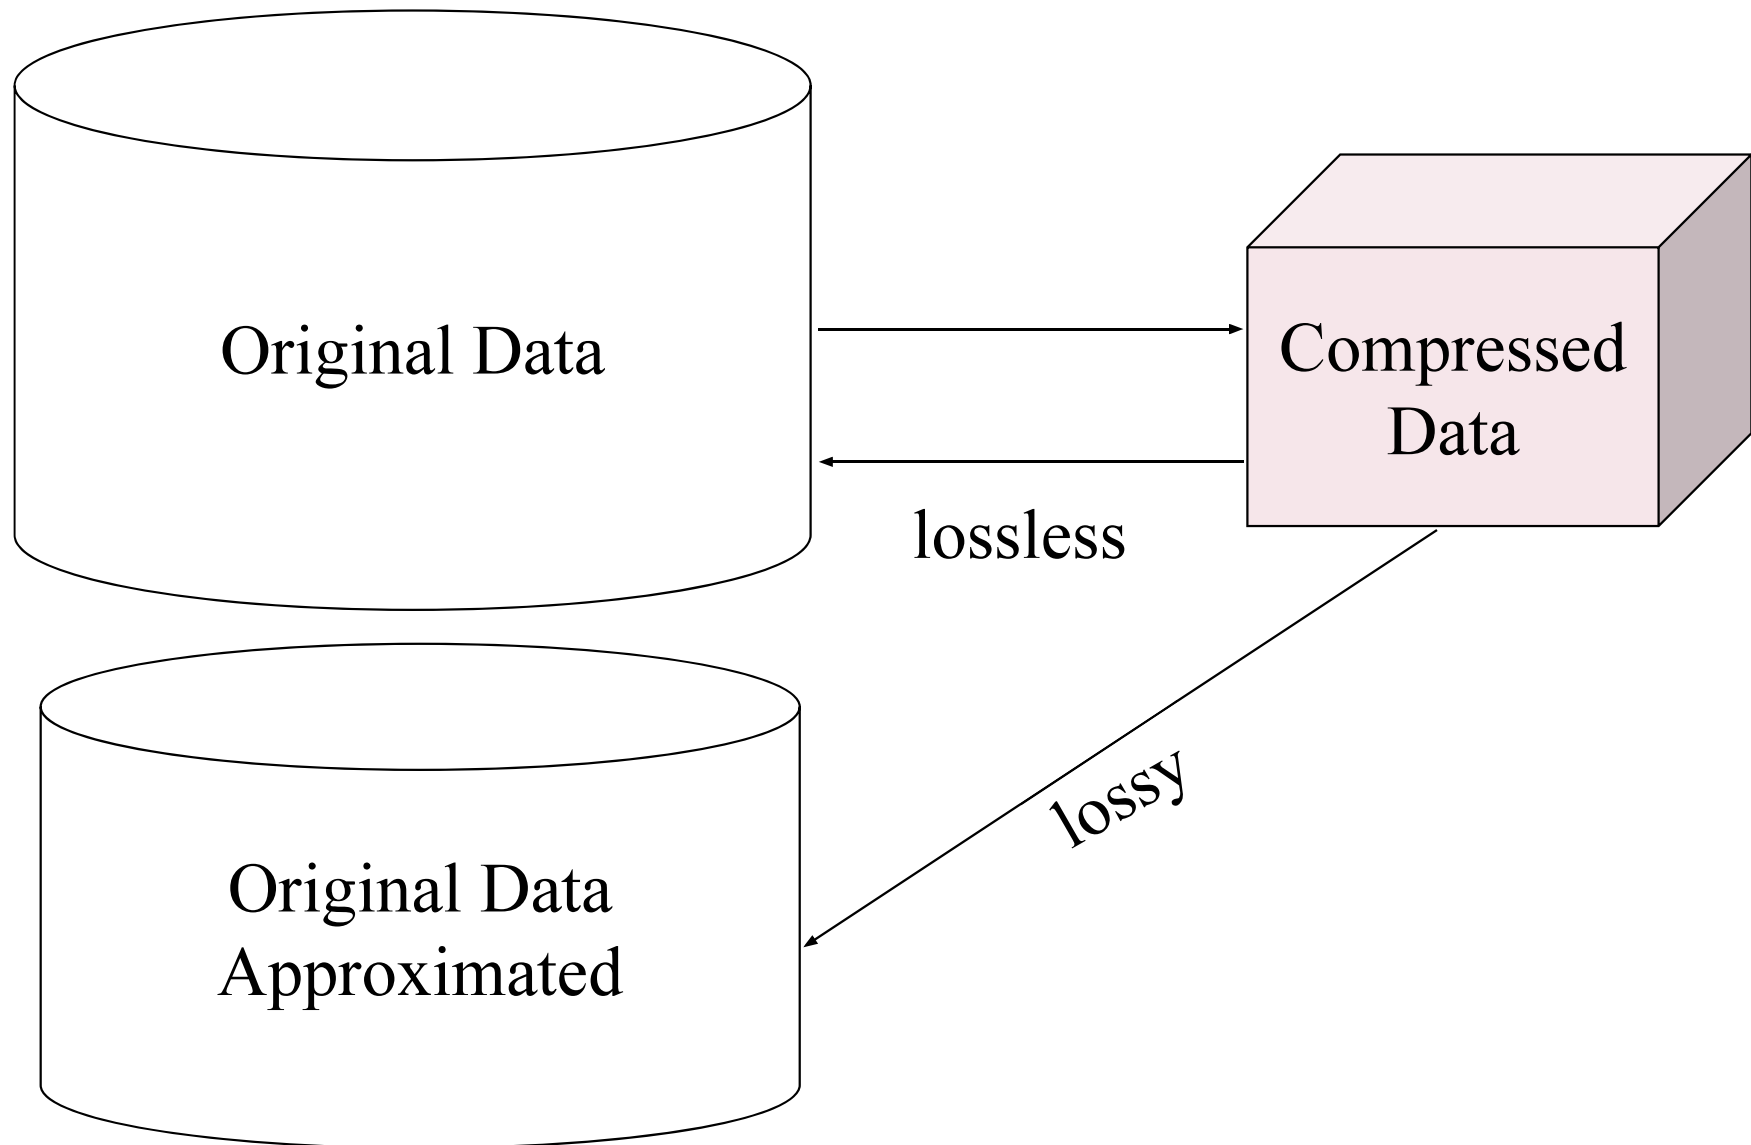 Original Data
Compressed
Data
lossless
lossy
Original Data
Approximated